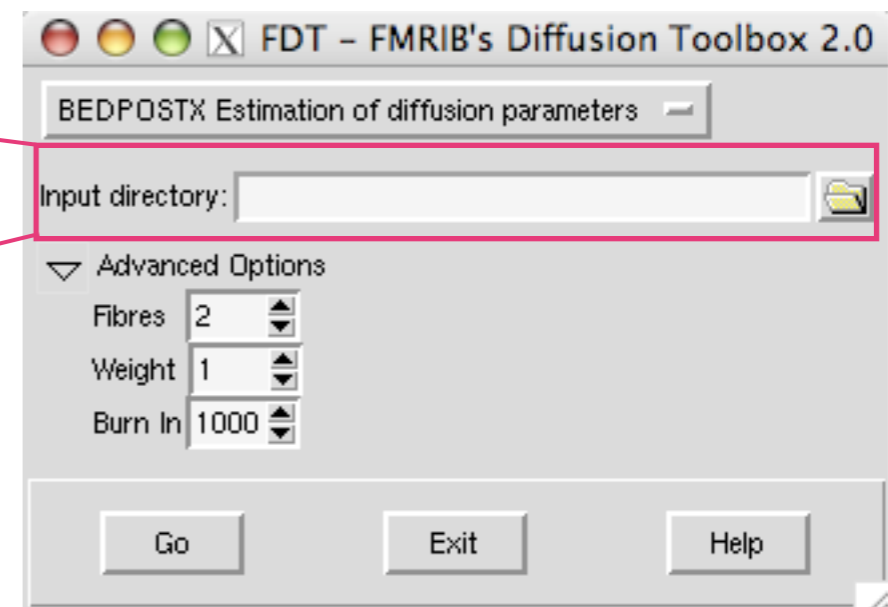 FDT – FMRIB's Diffusion Toolbox 2.0
BEDPOSTX Estimation of diffusion parameters
Input directory:
Advanced Options
Fibres 2
Weight 1
Burn In 1000
Go Exit Help